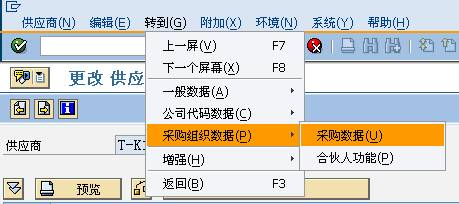 供应商(N) 编辑(E) 转到(G) 附加(X) 环境(N) 系统(Y) 帮助(H)
上一屏(V) F7
下一个屏幕(X) F8
更改 供应
一般数据(A)
公司代码数据(C)
采购组织数据(P) 采购数据(U)
供应商 T-K1
增强(H) 合伙人功能(P)
预览 返回(B) F3